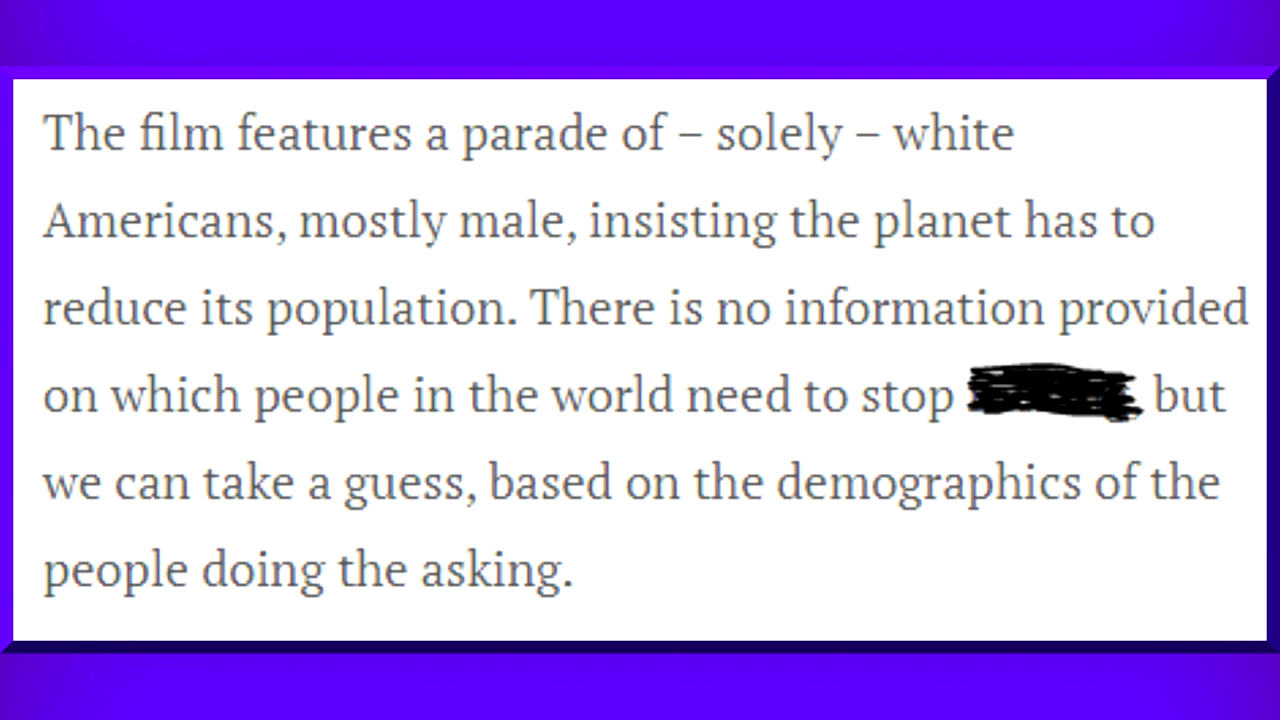 The film features a parade of – solely – white
Americans, mostly male, insisting the planet has to
reduce its population. There is no information provided
on which people in the world need to stop but
we can take a guess, based on the demographics of the
people doing the asking.